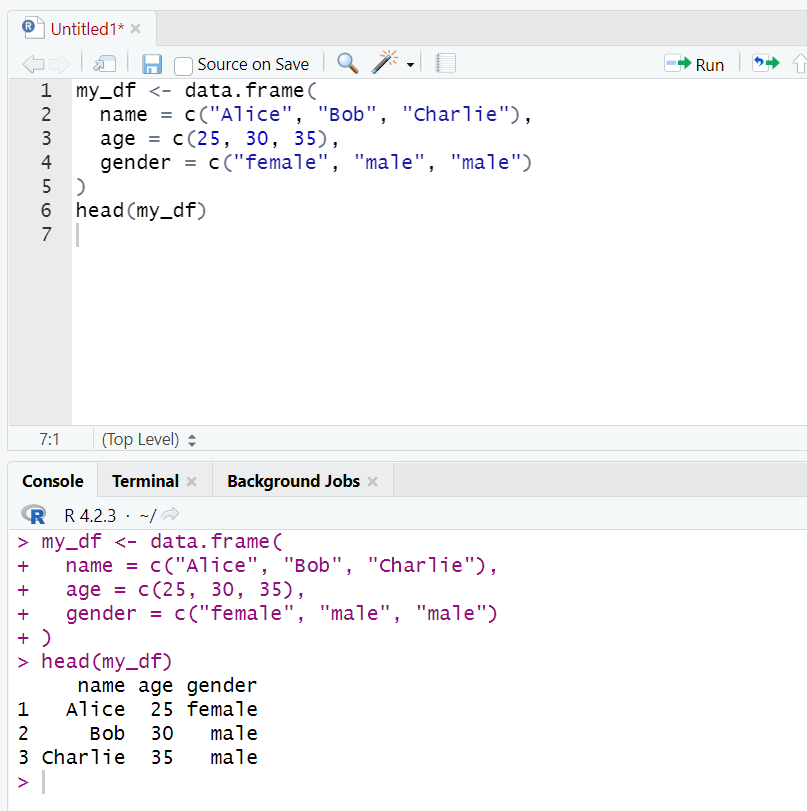 Untitled1*
Source on Save Run
1 my_df <- data.frame(
2   name = c("Alice", "Bob", "Charlie"),
3   age = c(25, 30, 35),
4   gender = c("female", "male", "male")
5 )
6 head(my_df)
7
7:1 (Top Level)
Console Terminal Background Jobs
R R 4.2.3 · ~/
> my_df <- data.frame(
+   name = c("Alice", "Bob", "Charlie"),
+   age = c(25, 30, 35),
+   gender = c("female", "male", "male")
+ )
> head(my_df)
     name age gender
1   Alice  25 female
2     Bob  30   male
3 Charlie  35   male
>